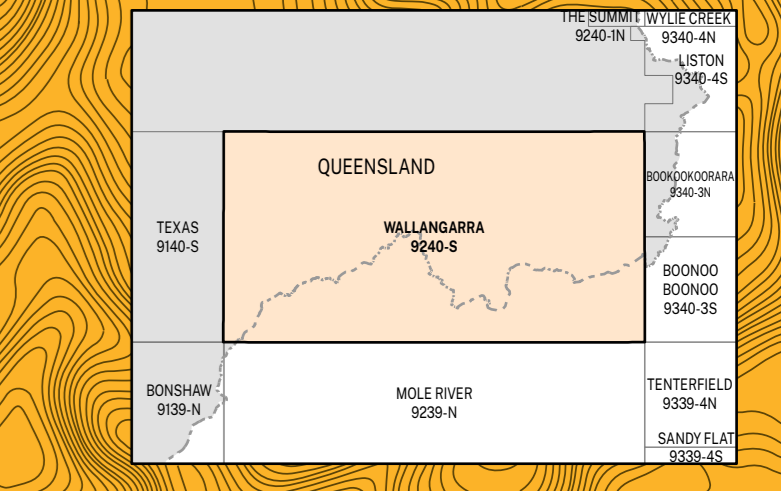 THE SUMMIT
9240-1N
WYLIE CREEK
9340-4N
LISTON
9340-4S
QUEENSLAND
BOOKOOKOORARA
9340-3N
TEXAS
9140-S
WALLANGARRA
9240-S
BOONOO
BOONOO
9340-3S
BONSHAW
9139-N
MOLE RIVER
9239-N
TENTERFIELD
9339-4N
SANDY FLAT
9339-4S